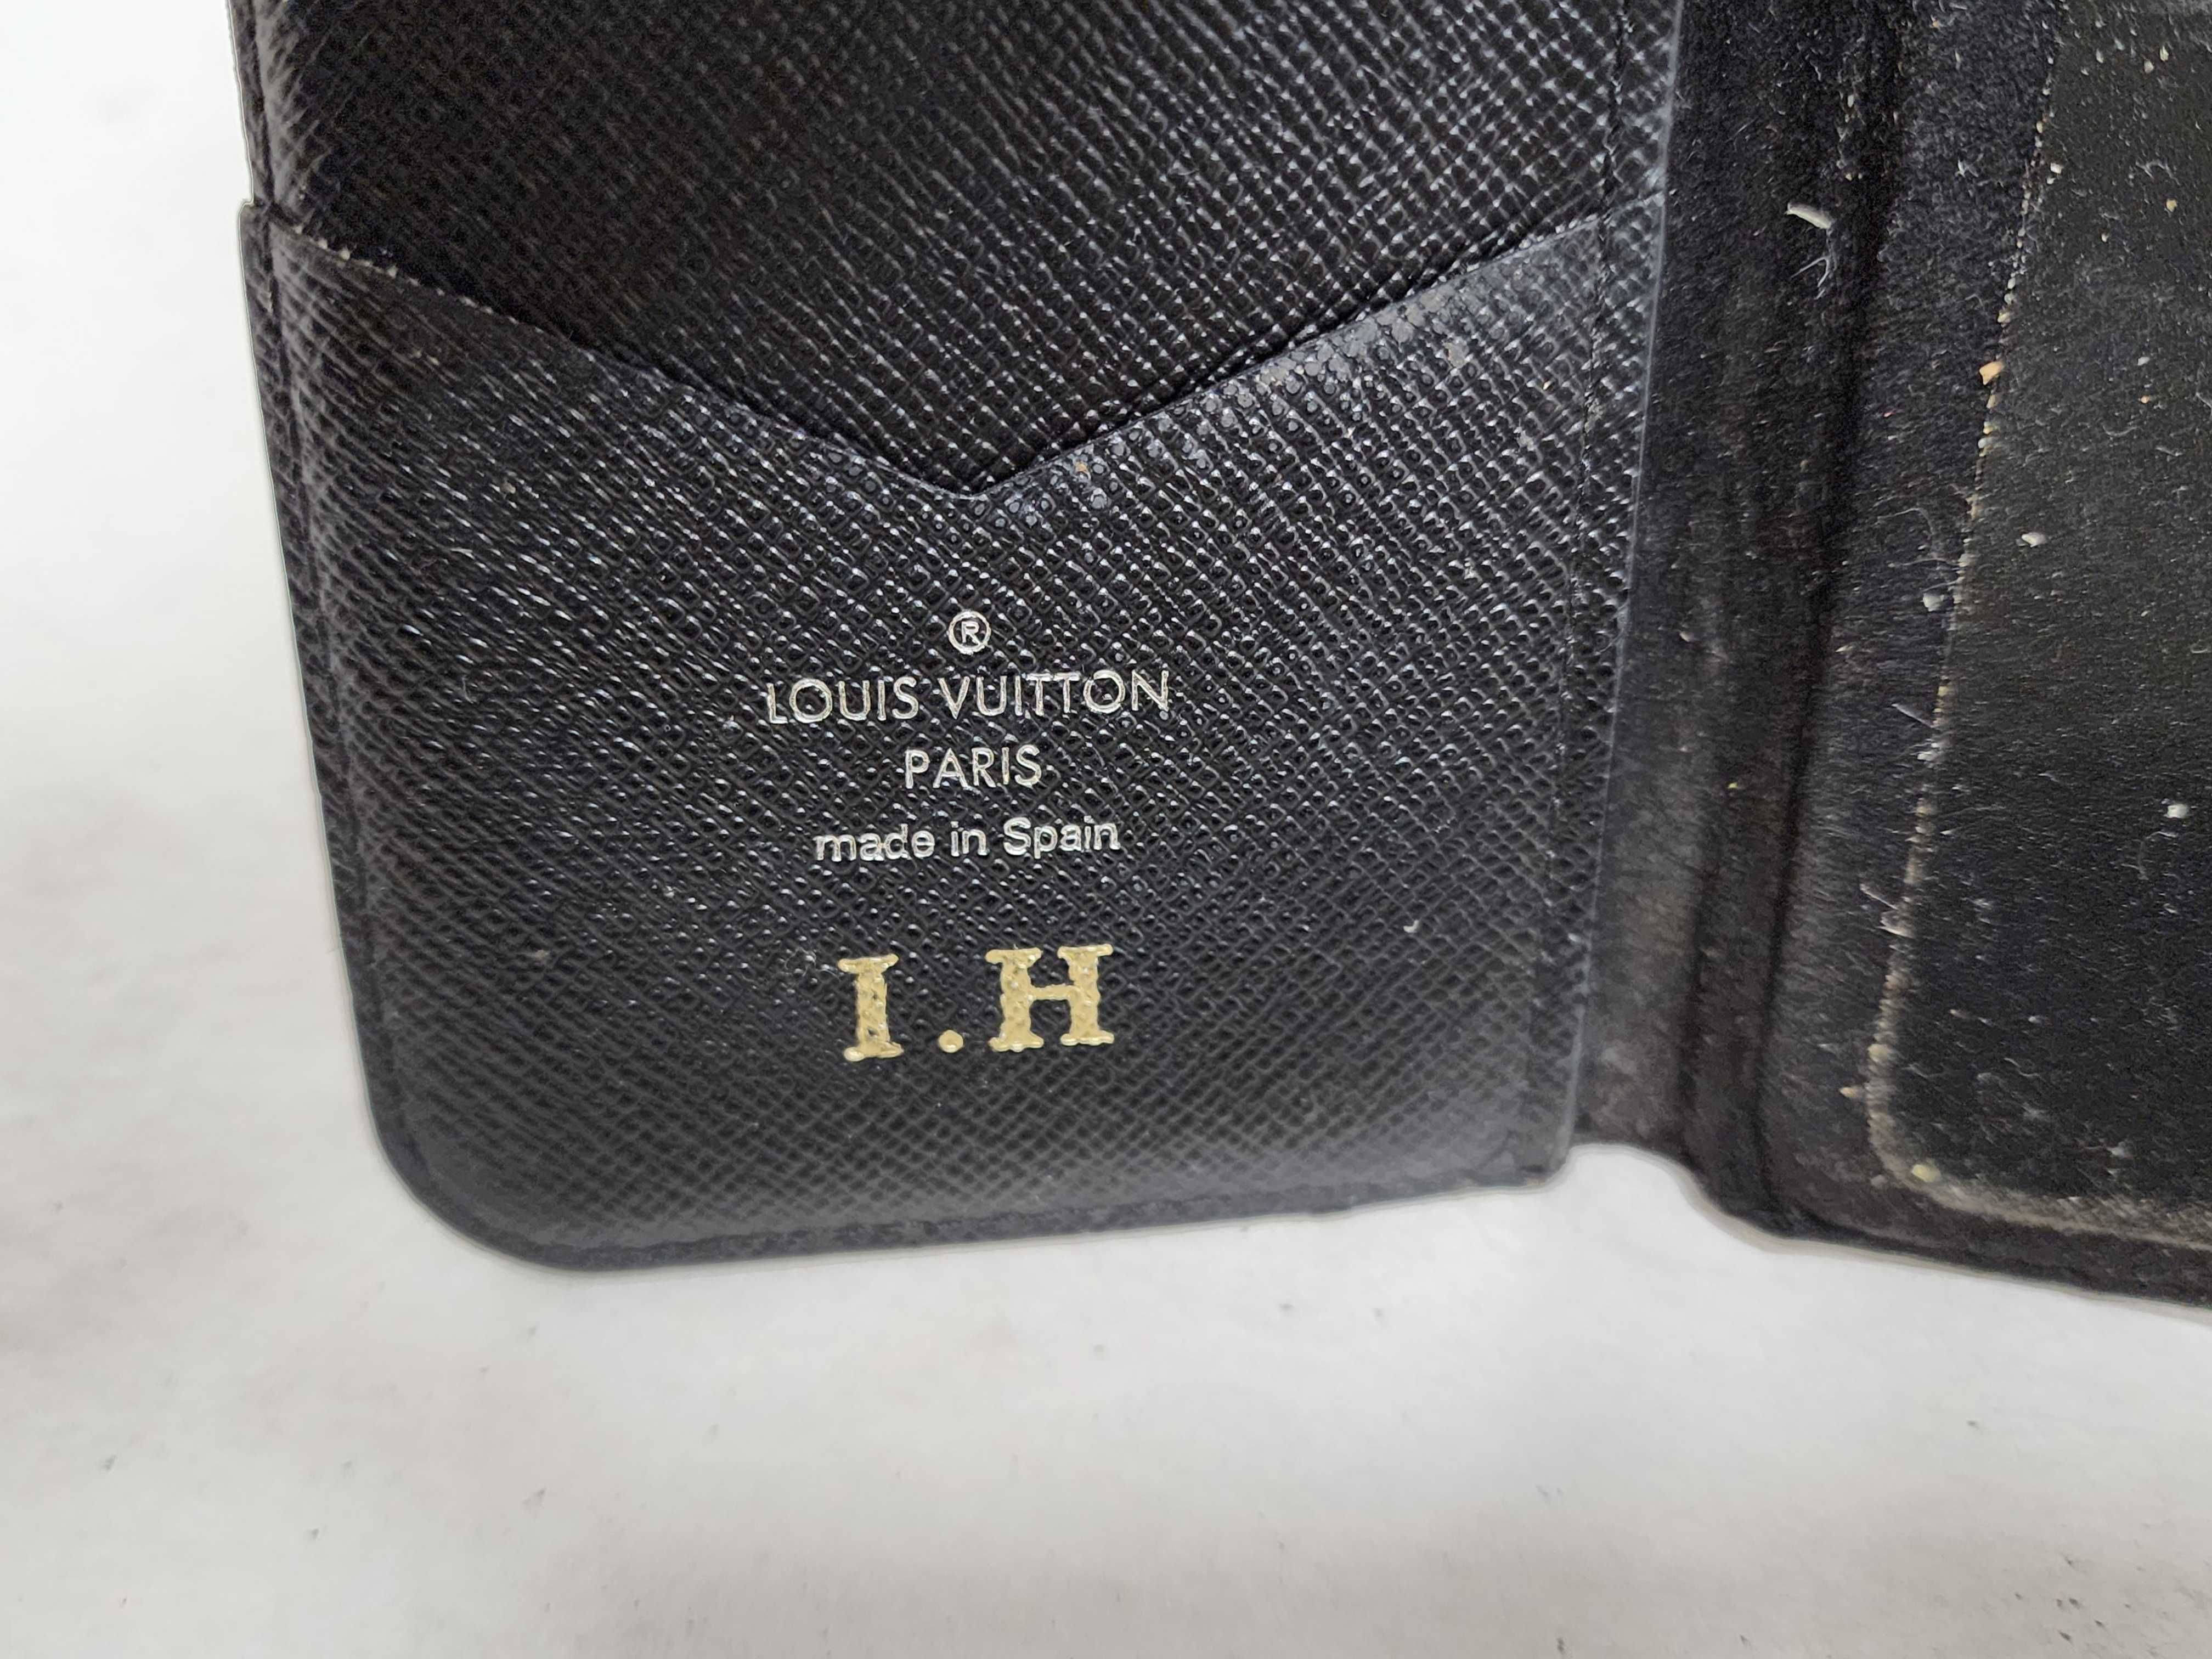 ®
LOUIS VUITTON
PARIS
made in Spain
I.H